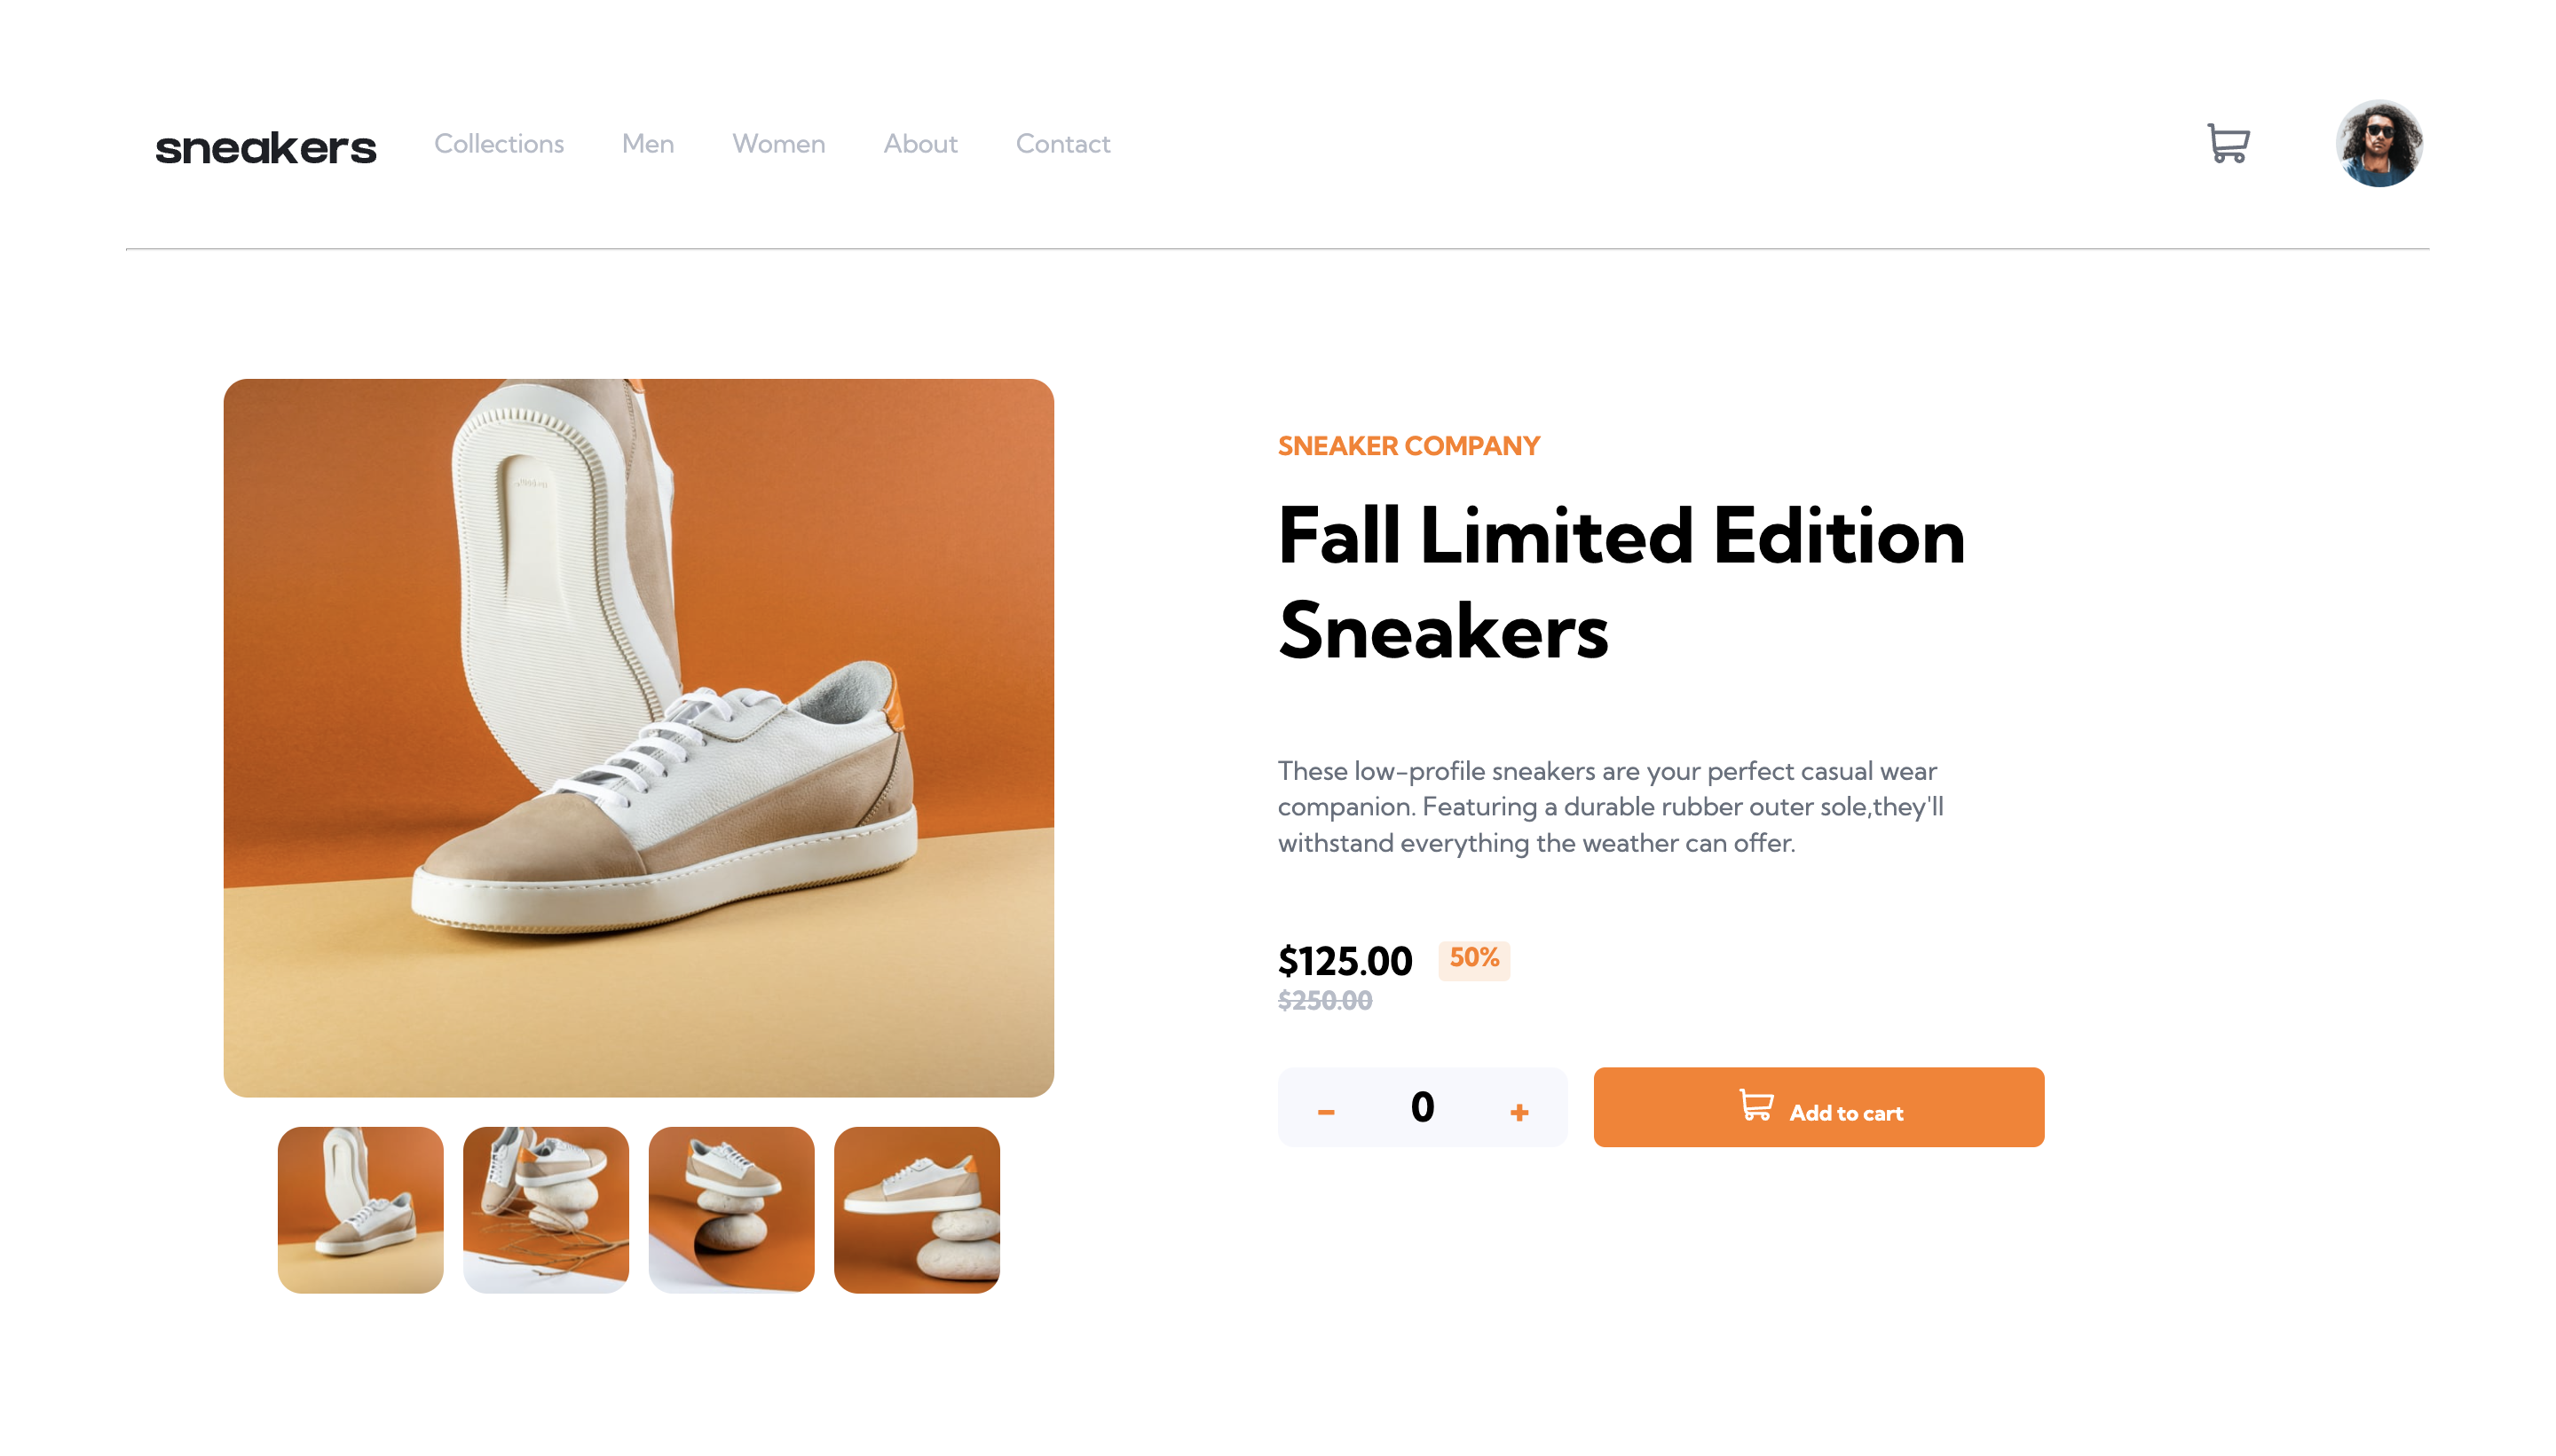 sneakers Collections Men Women About Contact
SNEAKER COMPANY
Fall Limited Edition
Sneakers
These low-profile sneakers are your perfect casual wear
companion. Featuring a durable rubber outer sole,they'll
withstand everything the weather can offer.
$125.00 50%
$250.00
- 0 + Add to cart